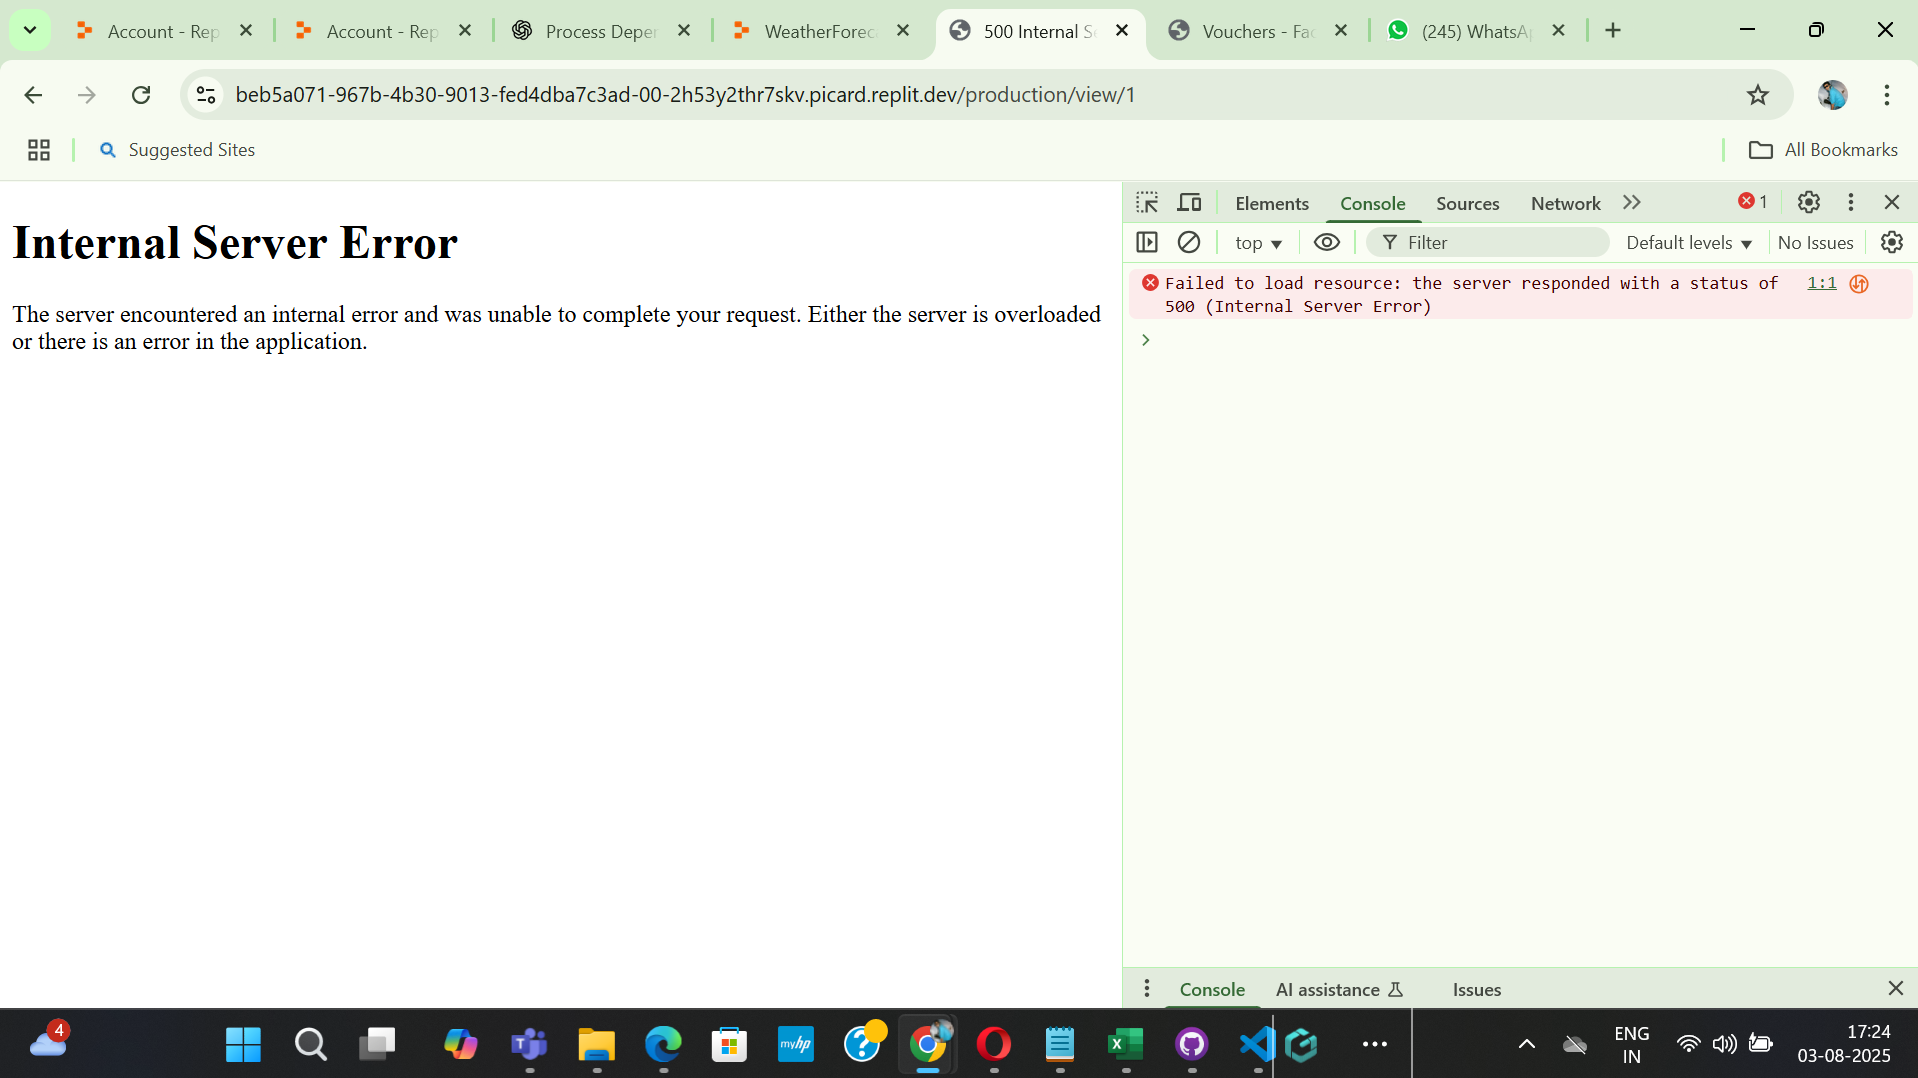 Account - Rep
Account - Rep
Process Deper
WeatherForec
500 Internal Se
Vouchers - Fac
(245) WhatsAp
beb5a071-967b-4b30-9013-fed4dba7c3ad-00-2h53y2thr7skv.picard.replit.dev/production/view/1
Suggested Sites
All Bookmarks
Internal Server Error
The server encountered an internal error and was unable to complete your request. Either the server is overloaded
or there is an error in the application.
Elements
Console
Sources
Network
1
top
Filter
Default levels
No Issues
Failed to load resource: the server responded with a status of
500 (Internal Server Error)
1:1
Console
AI assistance
Issues
4
myhp
ENG
IN
17:24
03-08-2025